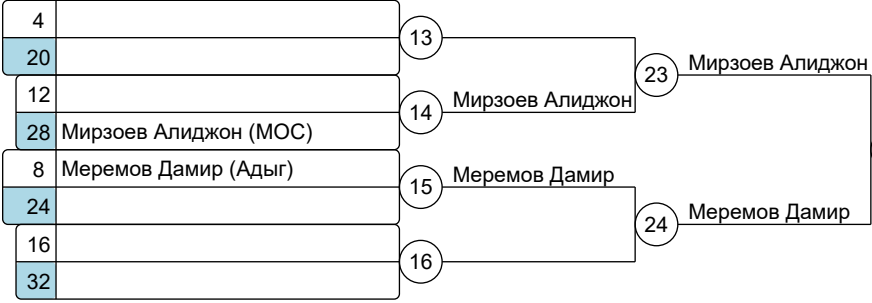 4
13
20
23
Мирзоев Алиджон
12
14
Мирзоев Алиджон
28 Мирзоев Алиджон (МОС)
8 Меремов Дамир (Адыг)
15
Меремов Дамир
24
24
Меремов Дамир
16
16
32